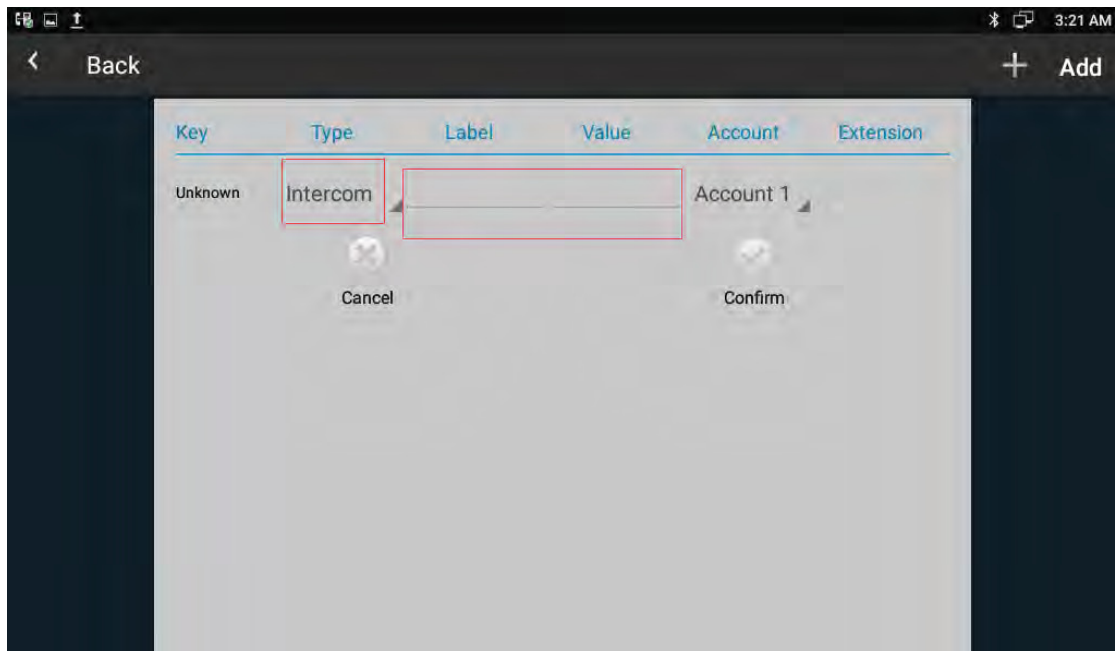 3:21 AM
Back
Add
Key Type Label Value Account Extension
Unknown Intercom Account 1
Cancel Confirm